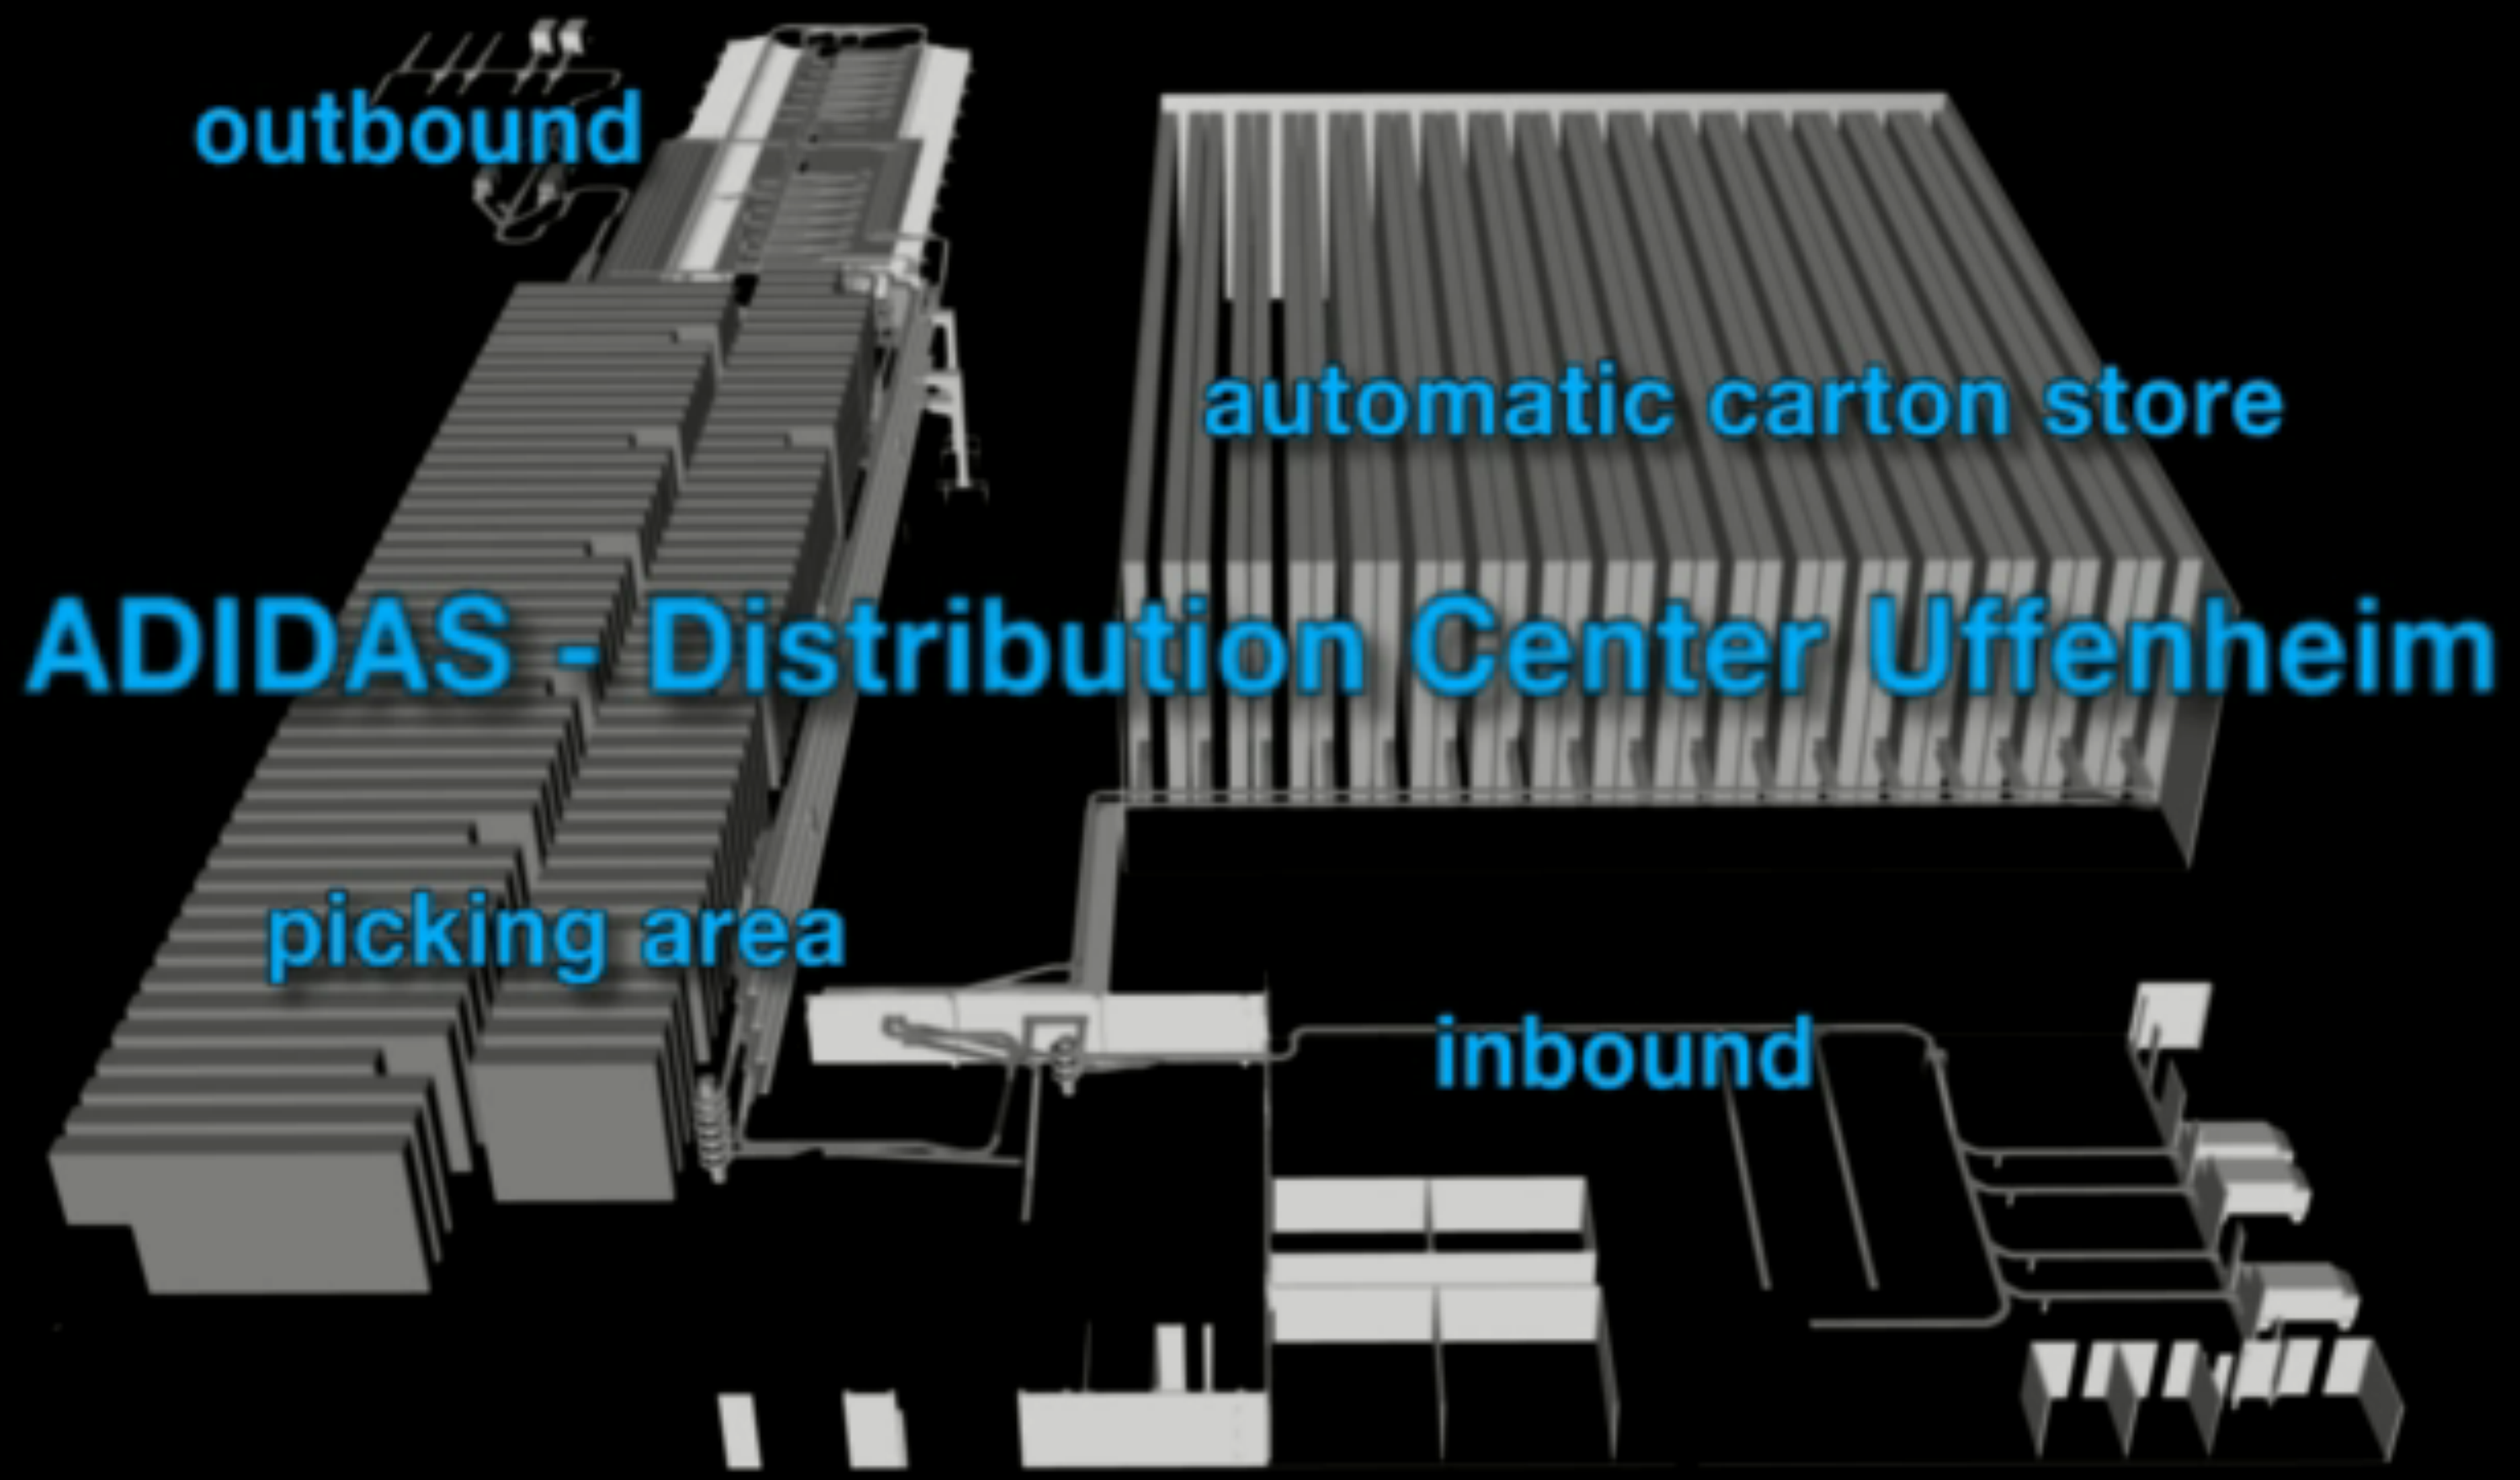 outbound
automatic carton store
ADIDAS - Distribution Center Uffenheim
picking area
inbound